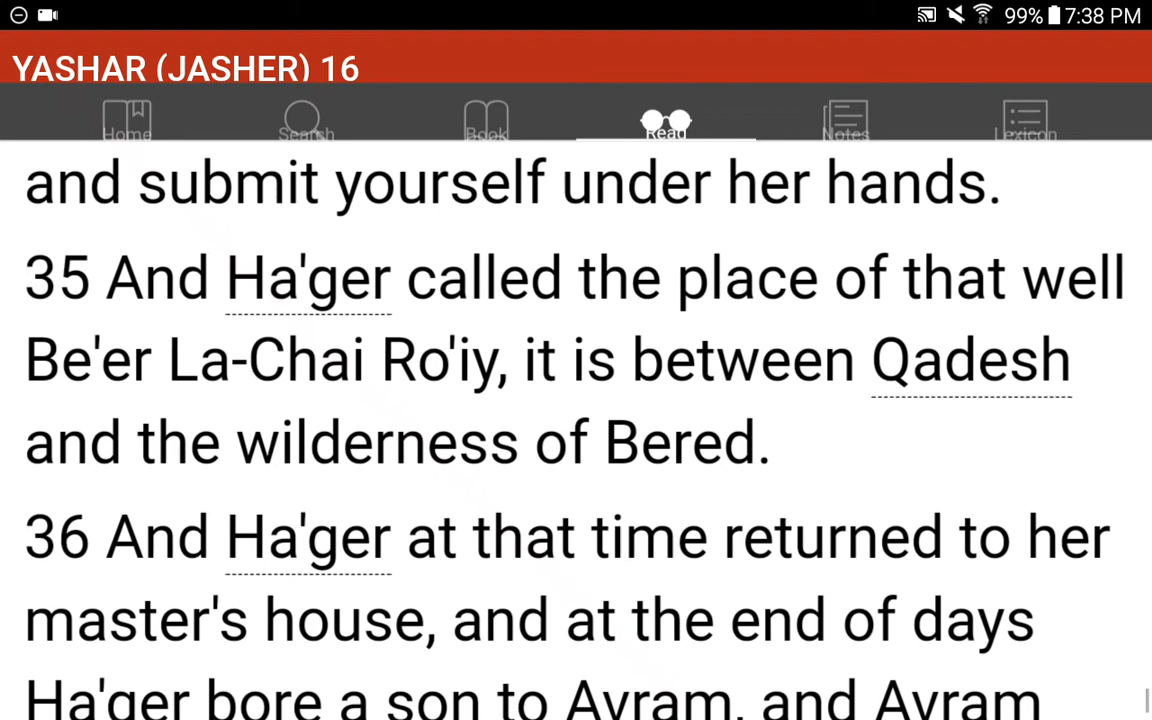 99% 7:38 PM
YASHAR (JASHER) 16
Home Search Book Read Notes Lexicon
and submit yourself under her hands.
35 And Ha'ger called the place of that well
Be'er La-Chai Ro'iy, it is between Qadesh
and the wilderness of Bered.
36 And Ha'ger at that time returned to her
master's house, and at the end of days
Ha'ger bore a son to Avram, and Avram